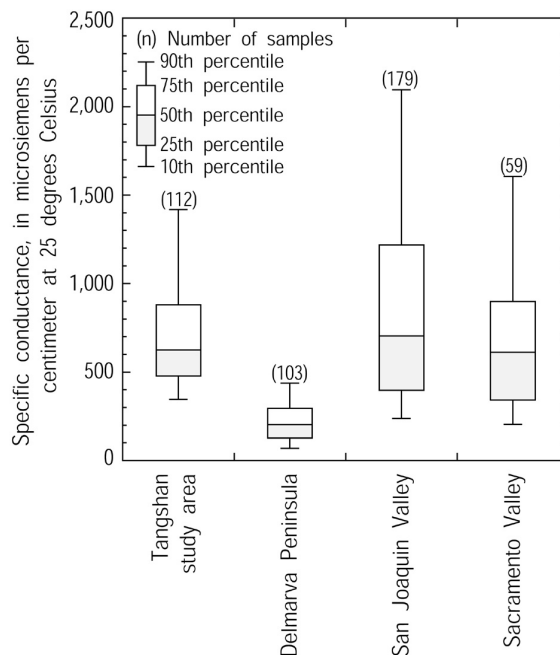 Specific conductance, in microsiemens per
centimeter at 25 degrees Celsius
2,500
2,000
1,500
1,000
500
0
(n) Number of samples
90th percentile
75th percentile
50th percentile
25th percentile
10th percentile
(112)
(103)
(179)
(59)
Tangshan
study area
Delmarva Peninsula
San Joaquin Valley
Sacramento Valley